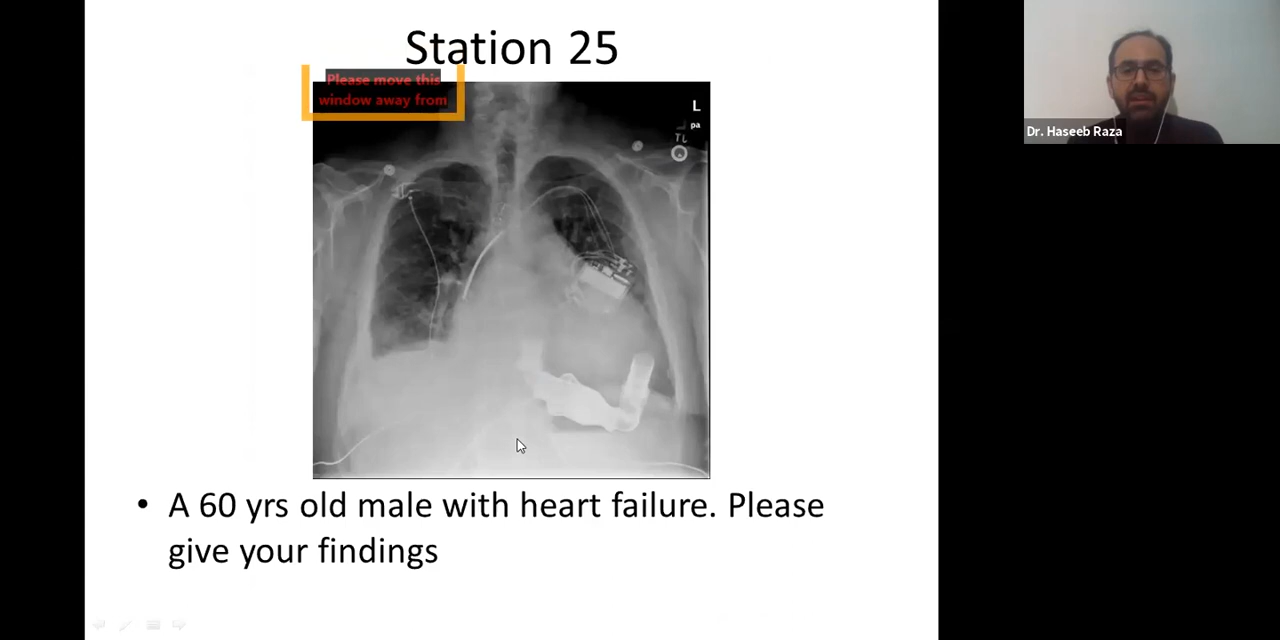 Station 25
Please move this
window away from
L
pa
Dr. Haseeb Raza
• A 60 yrs old male with heart failure. Please
give your findings